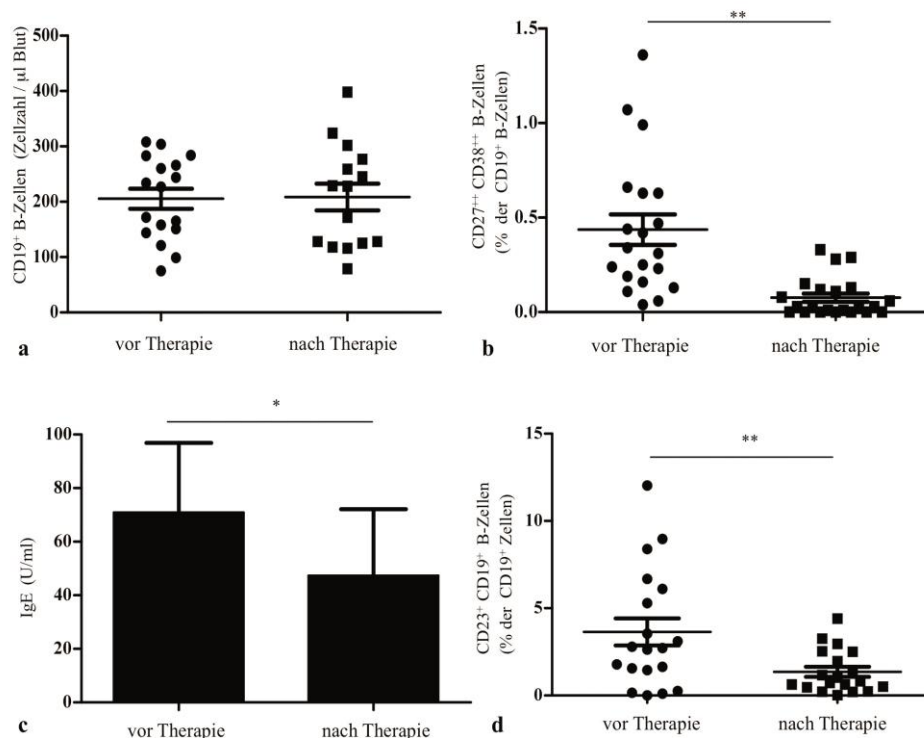 a
CD19⁺ B-Zellen (Zellzahl / µl Blut)
500
400
300
200
100
0
vor Therapie
nach Therapie
b
**
CD27⁺⁺ CD38⁺⁺ B-Zellen
(% der CD19⁺ B-Zellen)
1.5
1.0
0.5
0.0
vor Therapie
nach Therapie
c
*
IgE (U/ml)
100
80
60
40
20
0
vor Therapie
nach Therapie
d
**
CD23⁺ CD19⁺ B-Zellen
(% der CD19⁺ Zellen)
15
10
5
0
vor Therapie
nach Therapie